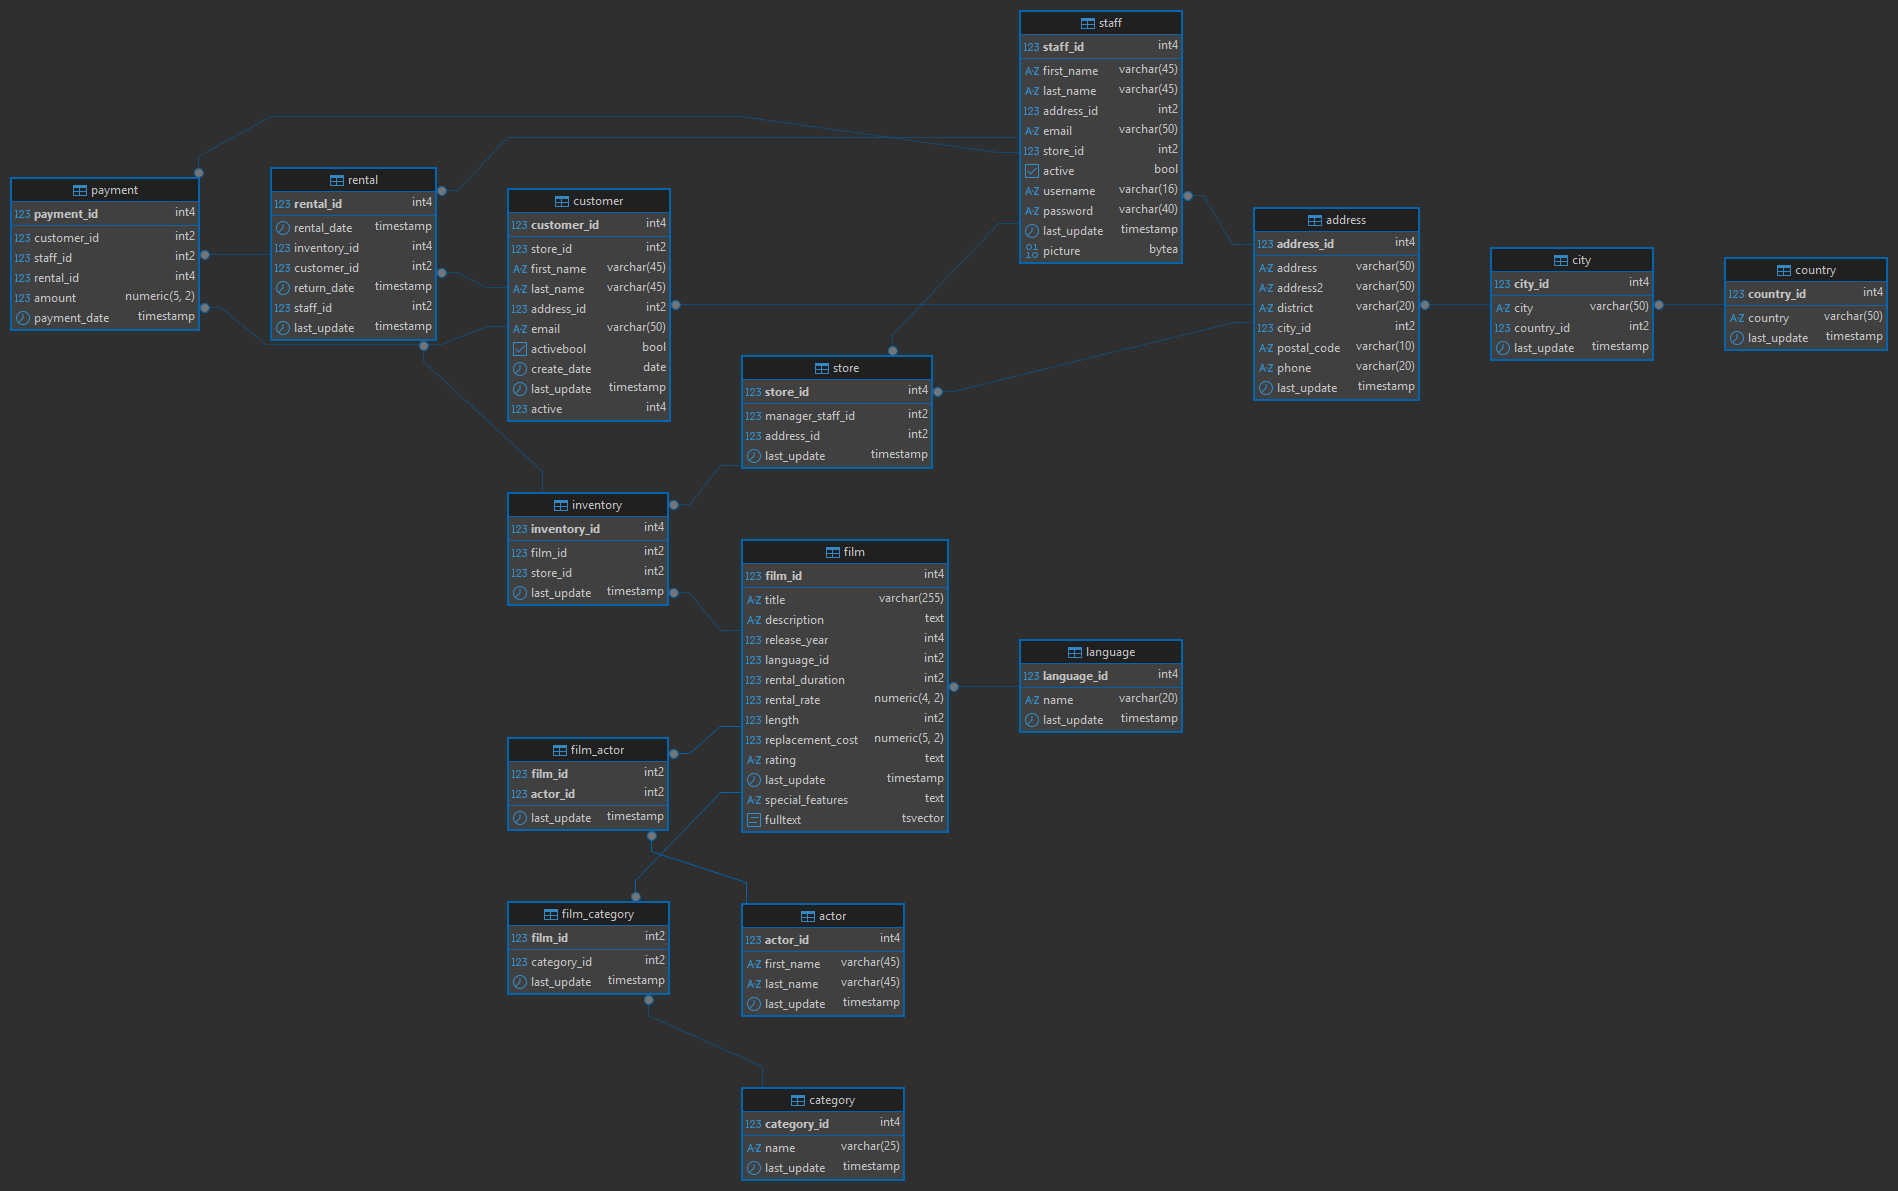 staff
123 staff_id int4
A-Z first_name varchar(45)
A-Z last_name varchar(45)
123 address_id int2
A-Z email varchar(50)
123 store_id int2
active bool
A-Z username varchar(16)
A-Z password varchar(40)
last_update timestamp
picture bytea
payment
123 payment_id int4
123 customer_id int2
123 staff_id int2
123 rental_id int4
123 amount numeric(5, 2)
payment_date timestamp
rental
123 rental_id int4
rental_date timestamp
123 inventory_id int4
123 customer_id int2
return_date timestamp
123 staff_id int2
last_update timestamp
customer
123 customer_id int4
123 store_id int2
A-Z first_name varchar(45)
A-Z last_name varchar(45)
123 address_id int2
A-Z email varchar(50)
activebool bool
create_date date
last_update timestamp
123 active int4
address
123 address_id int4
A-Z address varchar(50)
A-Z address2 varchar(50)
A-Z district varchar(20)
123 city_id int2
A-Z postal_code varchar(10)
A-Z phone varchar(20)
last_update timestamp
city
123 city_id int4
A-Z city varchar(50)
123 country_id int2
last_update timestamp
country
123 country_id int4
A-Z country varchar(50)
last_update timestamp
store
123 store_id int4
123 manager_staff_id int2
123 address_id int2
last_update timestamp
inventory
123 inventory_id int4
123 film_id int2
123 store_id int2
last_update timestamp
film
123 film_id int4
A-Z title varchar(255)
A-Z description text
123 release_year int4
123 language_id int2
123 rental_duration int2
123 rental_rate numeric(4, 2)
123 length int2
123 replacement_cost numeric(5, 2)
A-Z rating text
last_update timestamp
A-Z special_features text
fulltext tsvector
language
123 language_id int4
A-Z name varchar(20)
last_update timestamp
film_actor
123 film_id int2
123 actor_id int2
last_update timestamp
film_category
123 film_id int2
123 category_id int2
last_update timestamp
actor
123 actor_id int4
A-Z first_name varchar(45)
A-Z last_name varchar(45)
last_update timestamp
category
123 category_id int4
A-Z name varchar(25)
last_update timestamp